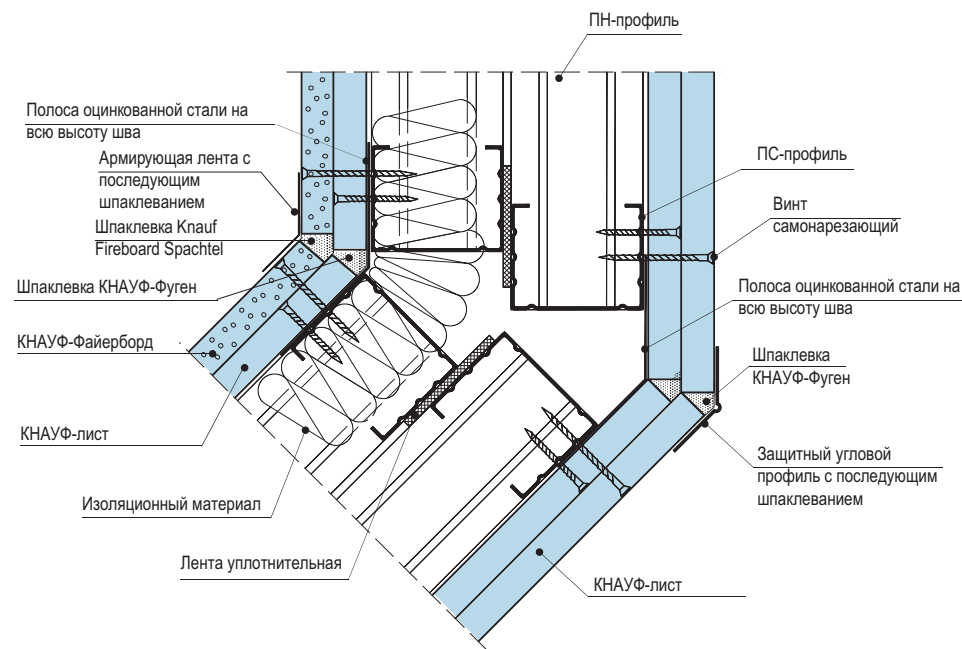 ПН-профиль
Полоса оцинкованной стали на
всю высоту шва
Армирующая лента с
последующим
шпаклеванием
Шпаклевка Knauf
Fireboard Spachtel
Шпаклевка КНАУФ-Фуген
КНАУФ-Файерборд
КНАУФ-лист
Изоляционный материал
Лента уплотнительная
ПС-профиль
Винт
самонарезающий
Полоса оцинкованной стали на
всю высоту шва
Шпаклевка
КНАУФ-Фуген
Защитный угловой
профиль с последующим
шпаклеванием
КНАУФ-лист